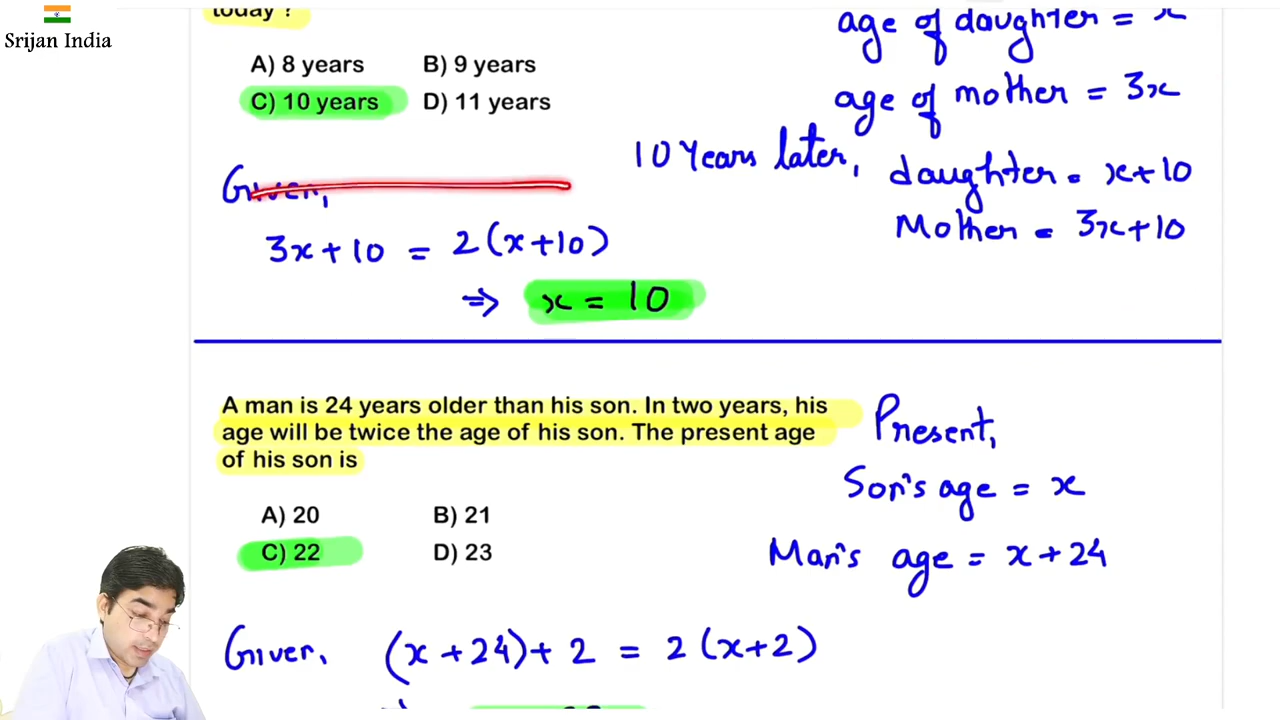 today ?
Srijan India
A) 8 years B) 9 years
C) 10 years D) 11 years
age of daughter = x
age of mother = 3x
10 Years later, daughter = x+10
Mother = 3x+10
Given,
3x+10 = 2(x+10)
⇒ x = 10
A man is 24 years older than his son. In two years, his
age will be twice the age of his son. The present age
of his son is
A) 20 B) 21
C) 22 D) 23
Present,
Son's age = x
Man's age = x+24
Given, (x+24)+2 = 2(x+2)